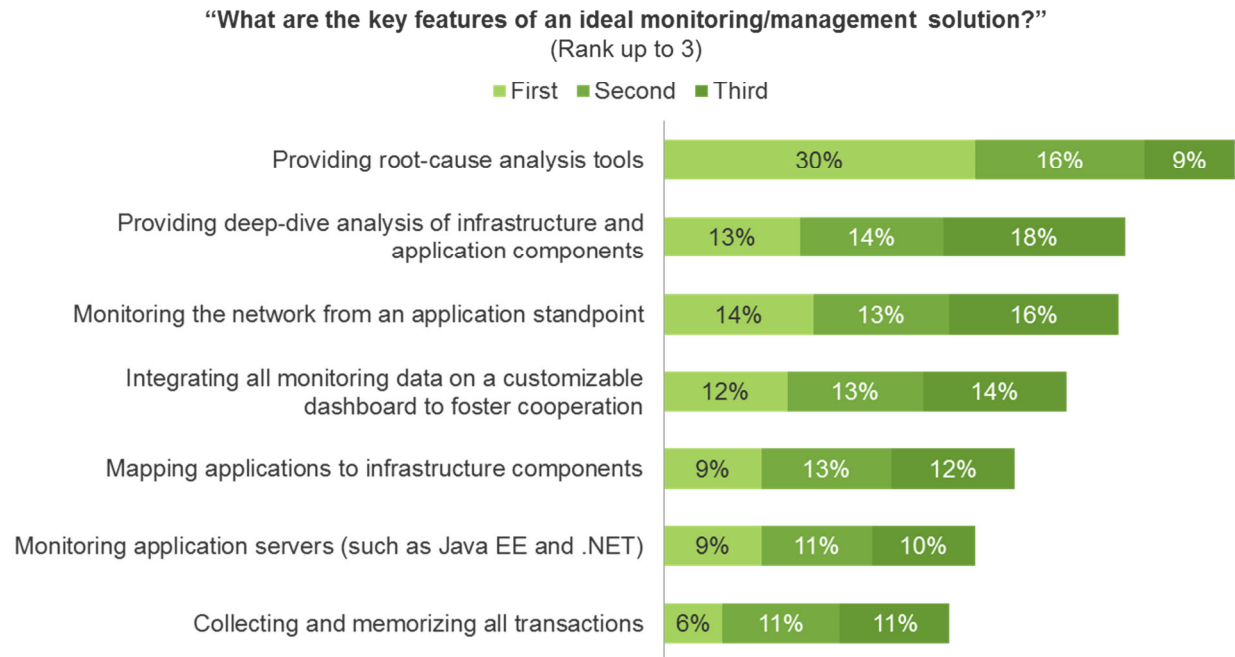 “What are the key features of an ideal monitoring/management solution?”
(Rank up to 3)
First Second Third
Providing root-cause analysis tools 30% 16% 9%
Providing deep-dive analysis of infrastructure and
application components 13% 14% 18%
Monitoring the network from an application standpoint 14% 13% 16%
Integrating all monitoring data on a customizable
dashboard to foster cooperation 12% 13% 14%
Mapping applications to infrastructure components 9% 13% 12%
Monitoring application servers (such as Java EE and .NET) 9% 11% 10%
Collecting and memorizing all transactions 6% 11% 11%